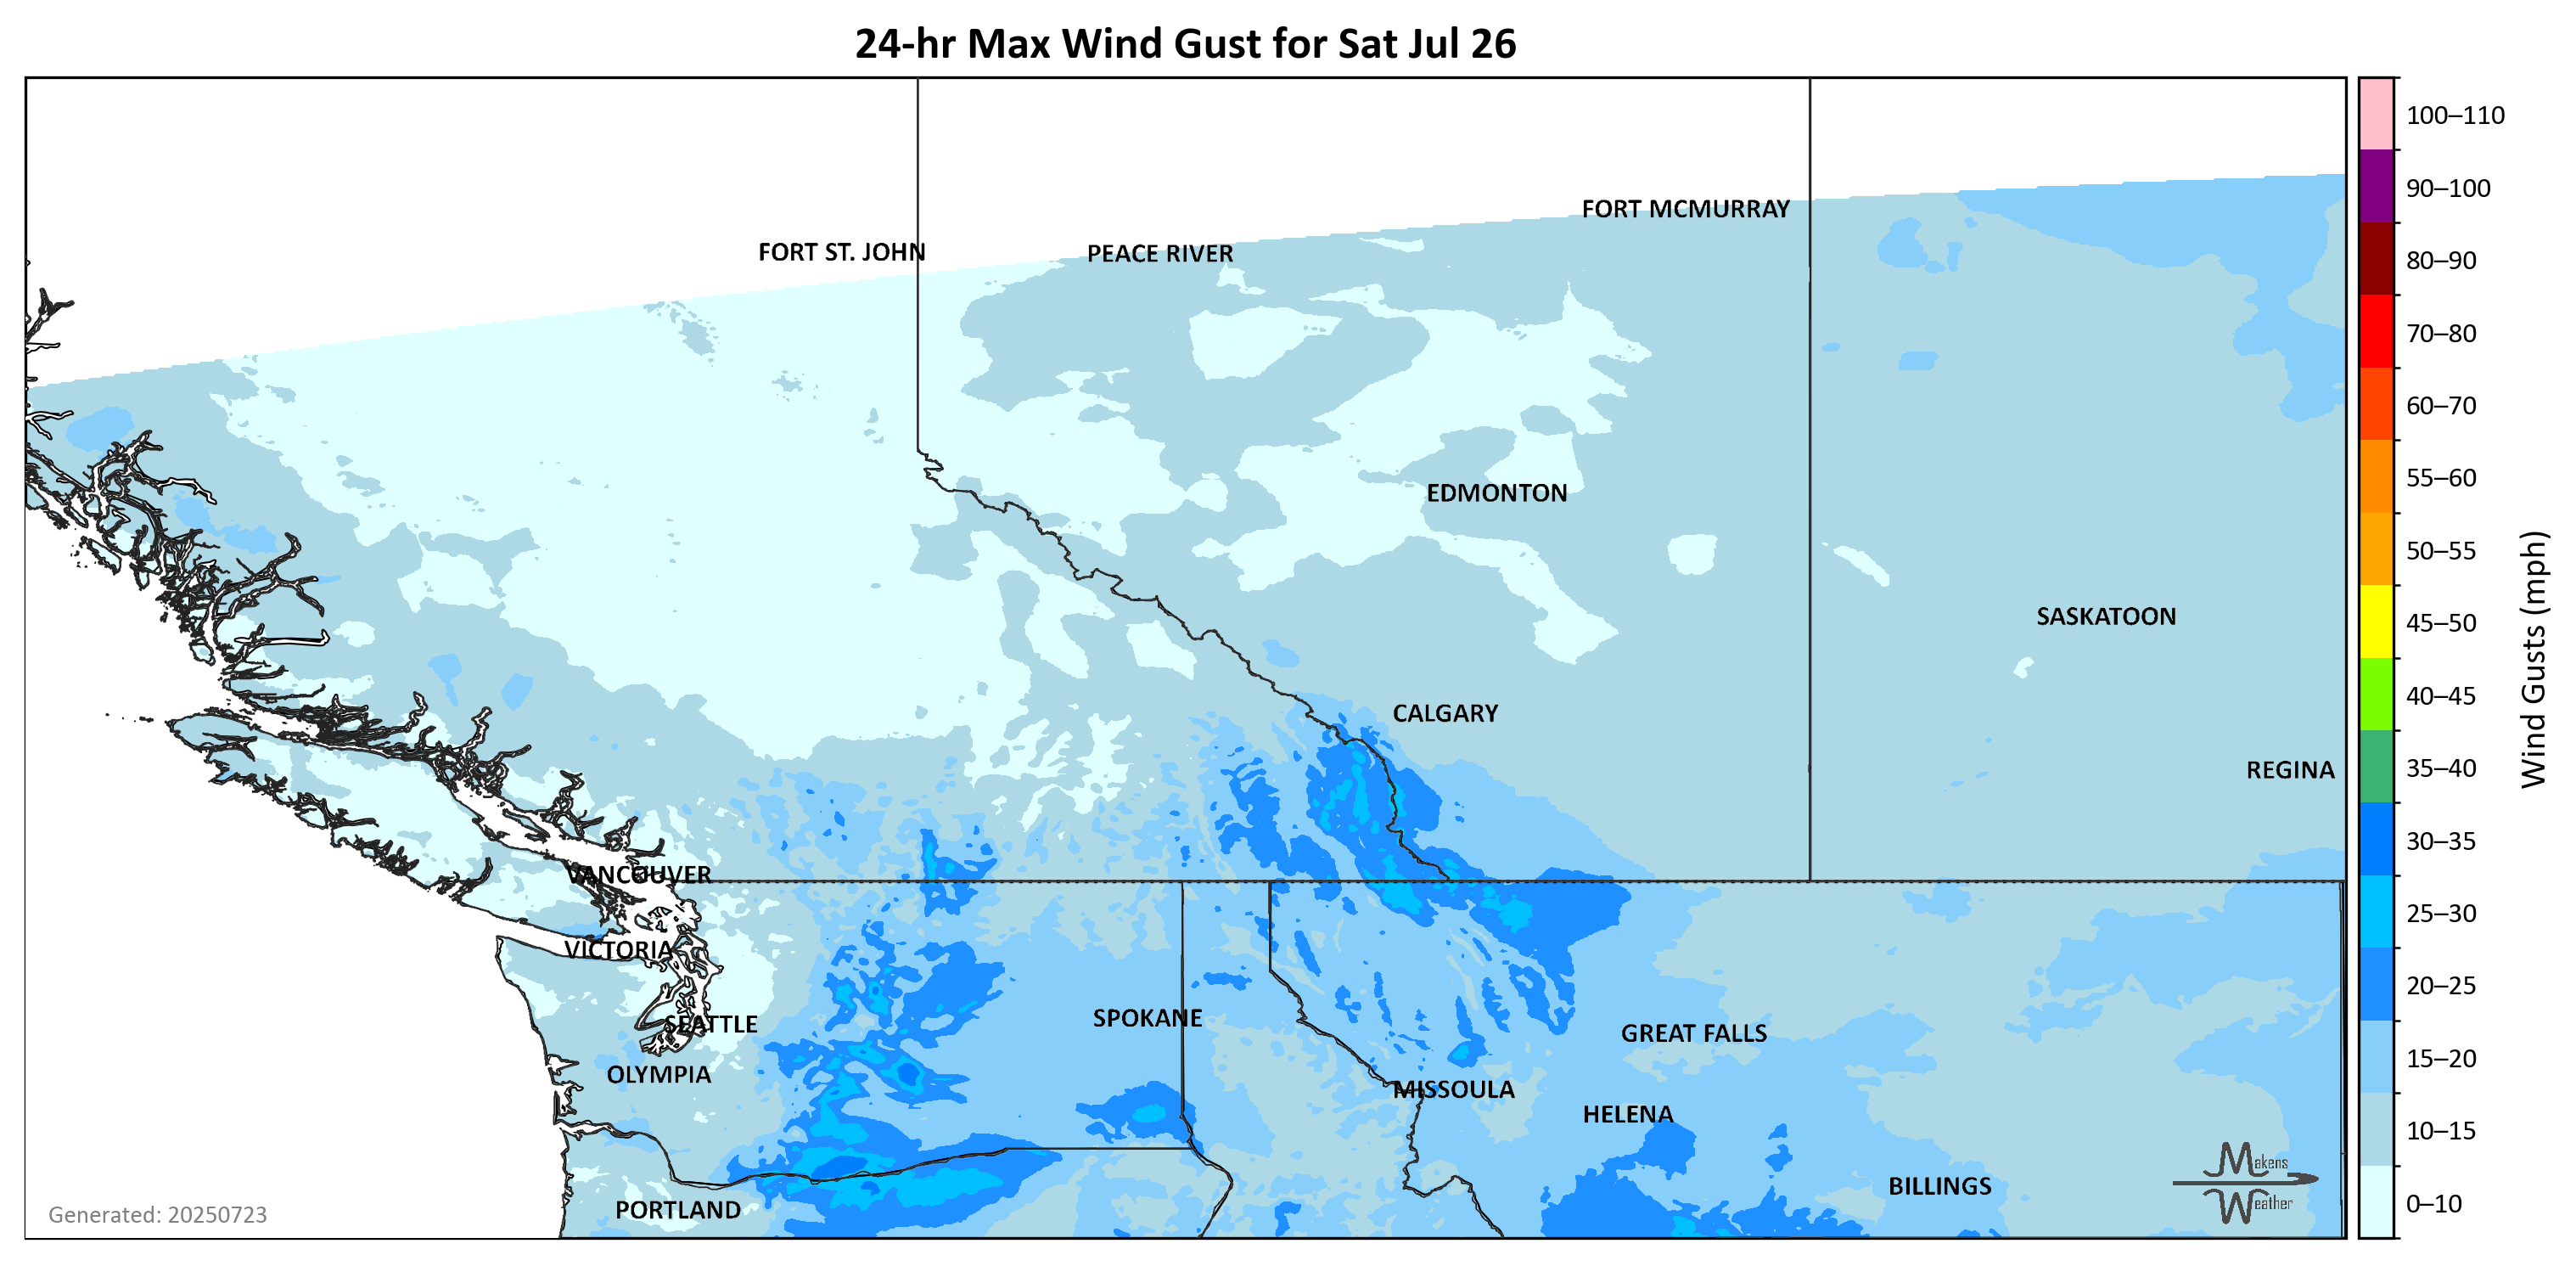 24-hr Max Wind Gust for Sat Jul 26
100–110
90–100
80–90
70–80
60–70
55–60
50–55
45–50
40–45
35–40
30–35
25–30
20–25
15–20
10–15
0–10
Wind Gusts (mph)
FORT MCMURRAY
FORT ST. JOHN
PEACE RIVER
EDMONTON
SASKATOON
CALGARY
REGINA
VANCOUVER
VICTORIA
SEATTLE
SPOKANE
GREAT FALLS
OLYMPIA
MISSOULA
HELENA
BILLINGS
PORTLAND
Makens
Weather
Generated: 20250723